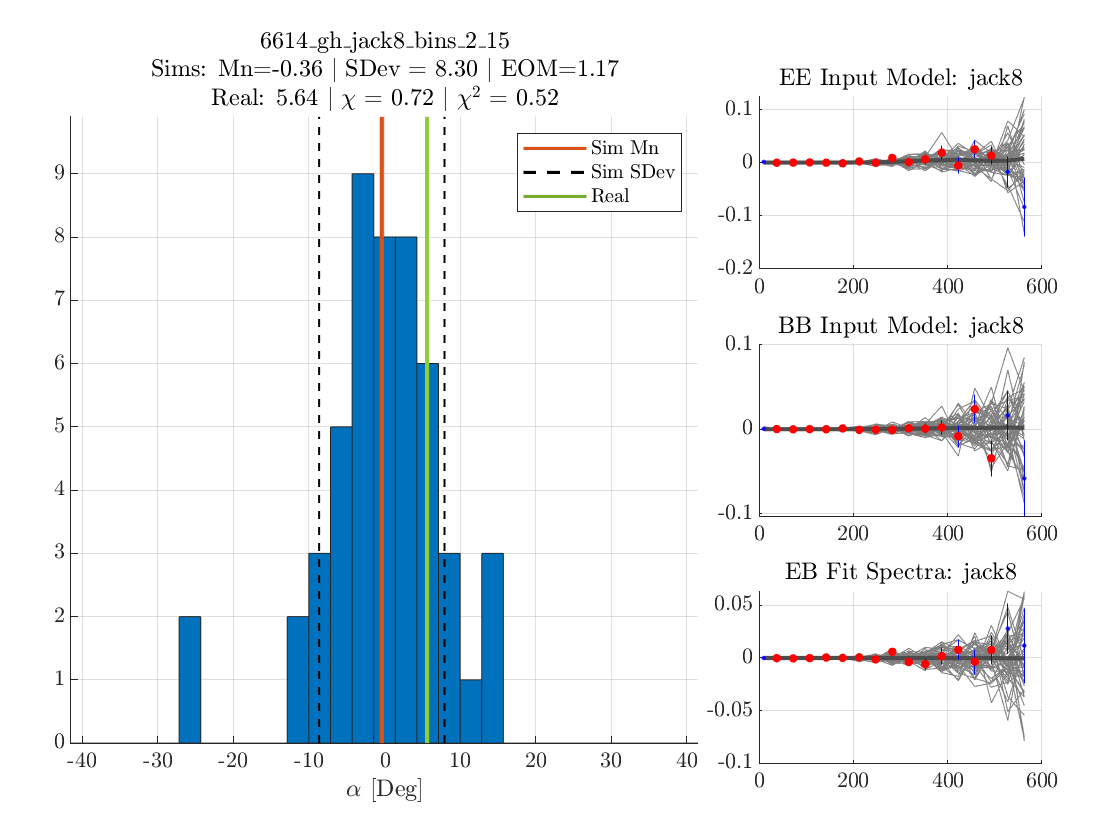 6614_gh_jack8_bins_2_15
Sims: Mn=-0.36 | SDev = 8.30 | EOM=1.17
Real: 5.64 | χ = 0.72 | χ² = 0.52
9
8
7
6
5
4
3
2
1
0
-40 -30 -20 -10 0 10 20 30 40
α [Deg]
Sim Mn
Sim SDev
Real
EE Input Model: jack8
0.1
0
-0.1
-0.2
0 200 400 600
BB Input Model: jack8
0.1
0
-0.1
0 200 400 600
EB Fit Spectra: jack8
0.05
0
-0.05
-0.1
0 200 400 600